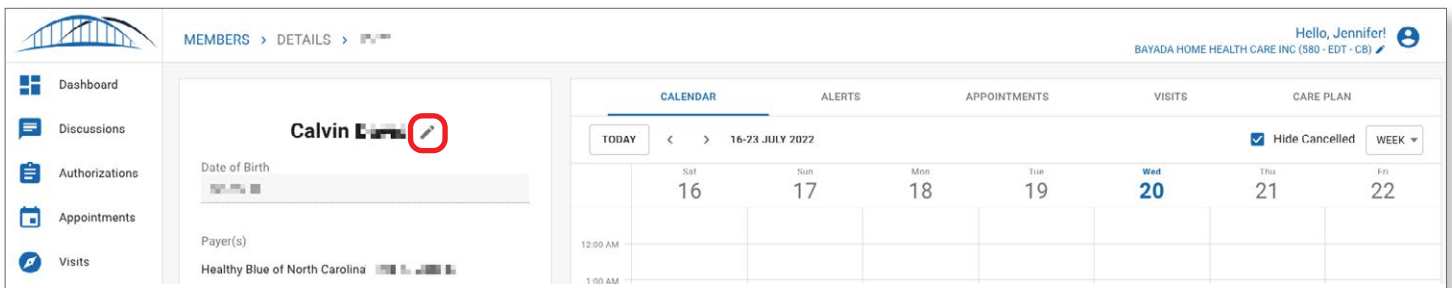 MEMBERS > DETAILS >
Hello, Jennifer!
BAYADA HOME HEALTH CARE INC (580 - EDT - CB)
Dashboard
Discussions
Authorizations
Appointments
Visits
Calvin
Date of Birth
Payer(s)
Healthy Blue of North Carolina
CALENDAR ALERTS APPOINTMENTS VISITS CARE PLAN
TODAY < > 16-23 JULY 2022 Hide Cancelled WEEK
Sat Sun Mon Tue Wed Thu Fri
16 17 18 19 20 21 22
12:00 AM
1:00 AM